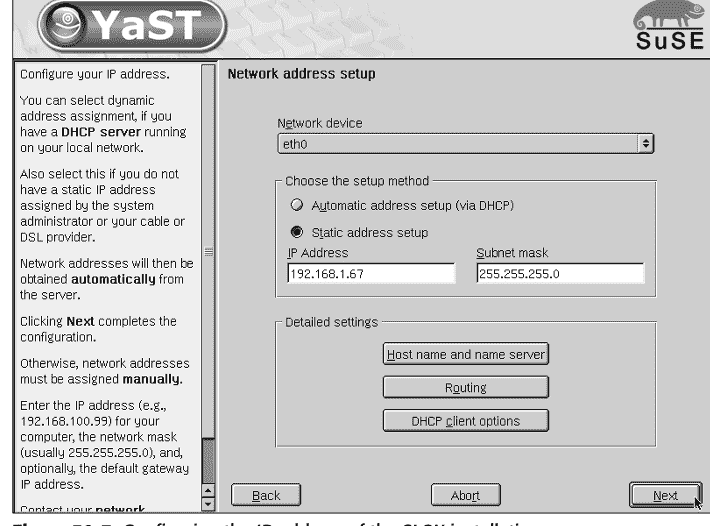 YaST
SuSE
Configure your IP address.
You can select dynamic
address assignment, if you
have a DHCP server running
on your local network.
Also select this if you do not
have a static IP address
assigned by the system
administrator or your cable or
DSL provider.
Network addresses will then be
obtained automatically from
the server.
Clicking Next completes the
configuration.
Otherwise, network addresses
must be assigned manually.
Enter the IP address (e.g.,
192.168.100.99) for your
computer, the network mask
(usually 255.255.255.0), and,
optionally, the default gateway
IP address.
Contact your network
Network address setup
Network device
eth0
Choose the setup method
Automatic address setup (via DHCP)
Static address setup
IP Address
Subnet mask
192.168.1.67
255.255.255.0
Detailed settings
Host name and name server
Routing
DHCP client options
Back
Abort
Next